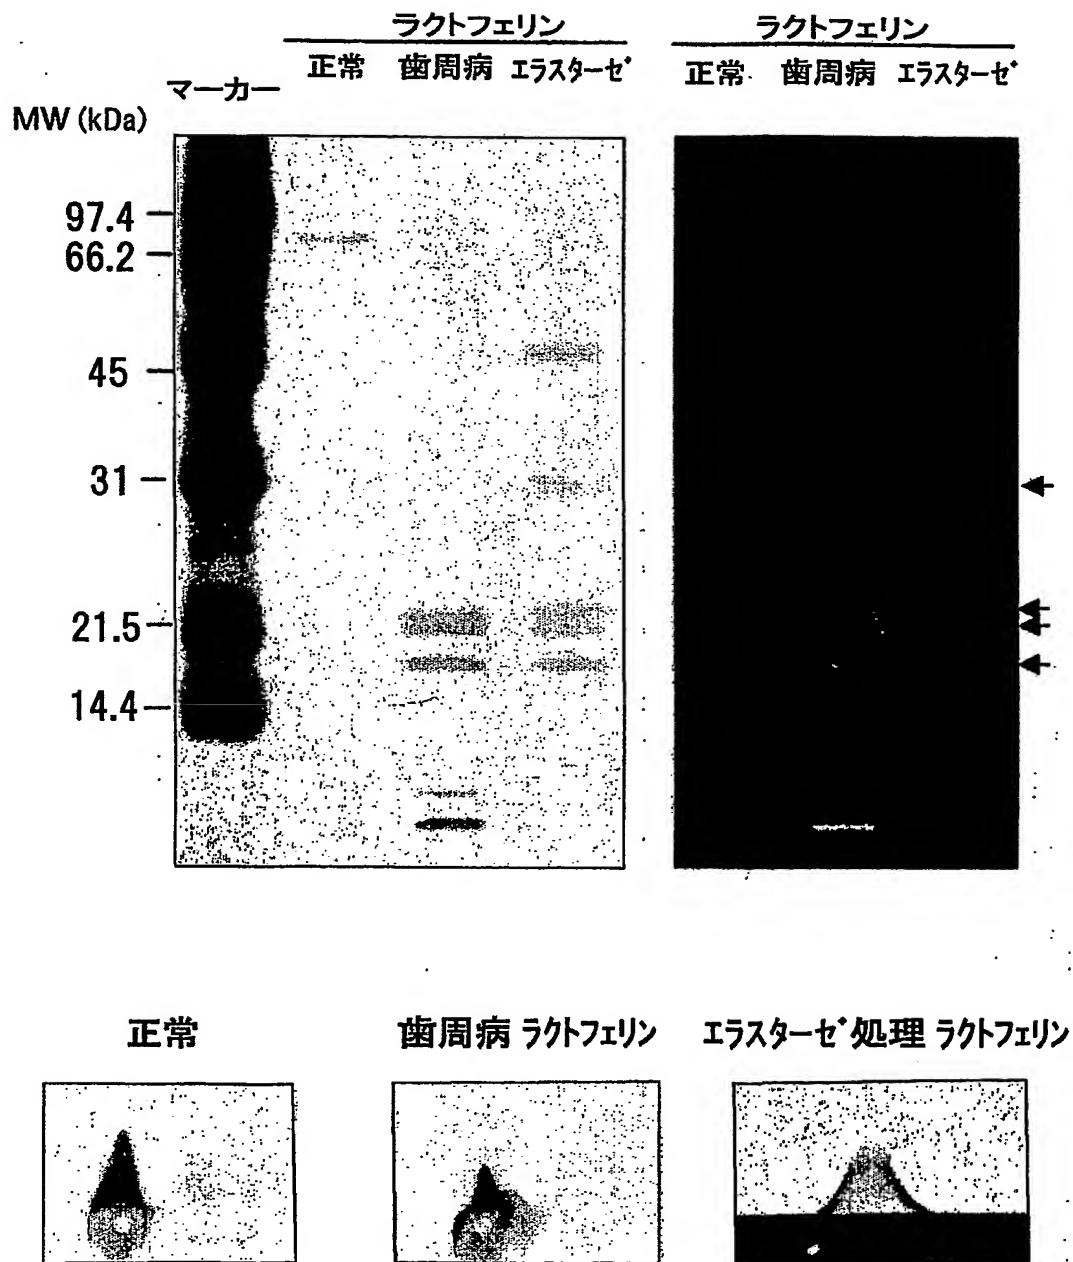 ラクトフェリン
ラクトフェリン
正常 歯周病 エラスターゼ
正常 歯周病 エラスターゼ
マーカー
MW (kDa)
97.4
66.2
45
31
21.5
14.4
正常
歯周病 ラクトフェリン
エラスターゼ処理 ラクトフェリン